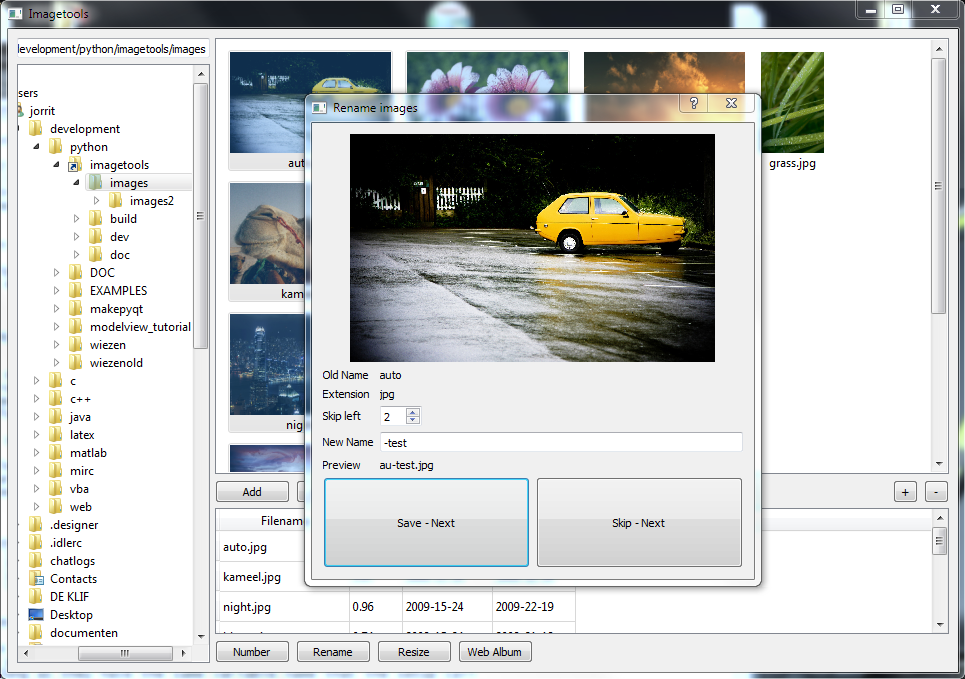 Imagetools
levelopment/python/imagetools/images
sers
jorrit
development
python
imagetools
images
images2
build
dev
doc
DOC
EXAMPLES
makepyqt
modelview_tutorial
wiezen
wiezenold
c
c++
java
latex
matlab
mirc
vba
web
.designer
.idlerc
chatlogs
Contacts
DE KLIF
Desktop
documenten
aut
grass.jpg
kam
nig
Rename images
?
Old Name auto
Extension jpg
Skip left 2
New Name -test
Preview au-test.jpg
Save - Next
Skip - Next
Add
+
-
Filenam
auto.jpg
kameel.jpg
night.jpg 0.96 2009-15-24 2009-22-19
Number
Rename
Resize
Web Album